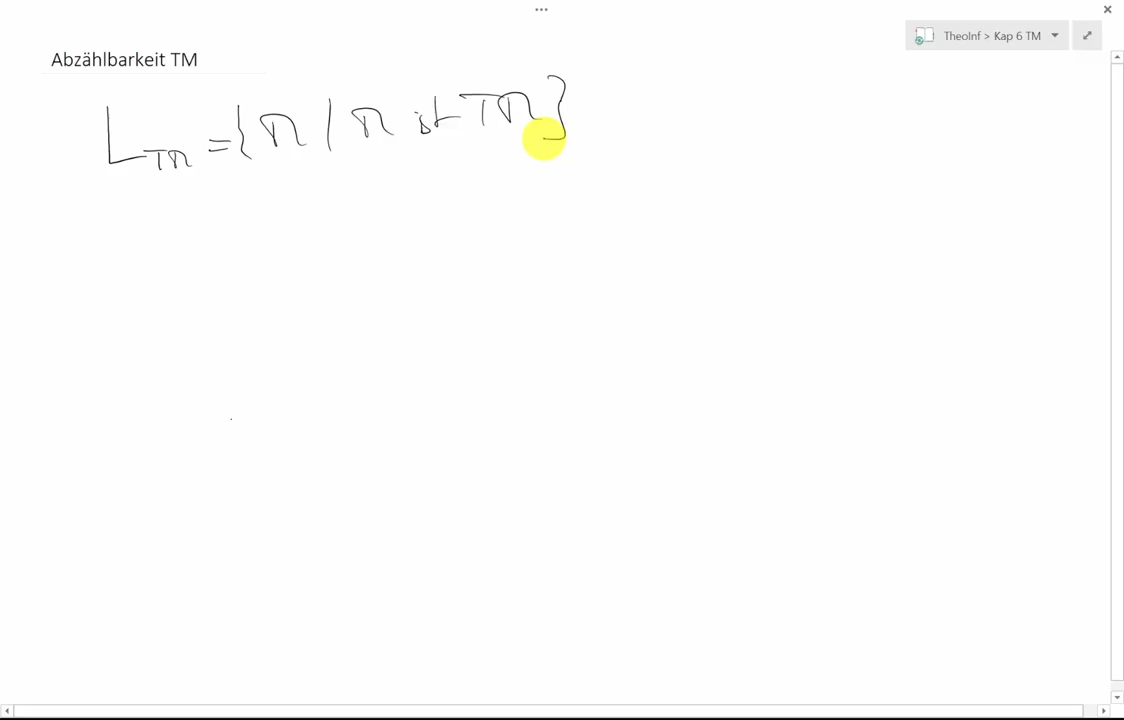 ...
TheoInf > Kap 6 TM
Abzählbarkeit TM
L_TM = {M | M ist TM}